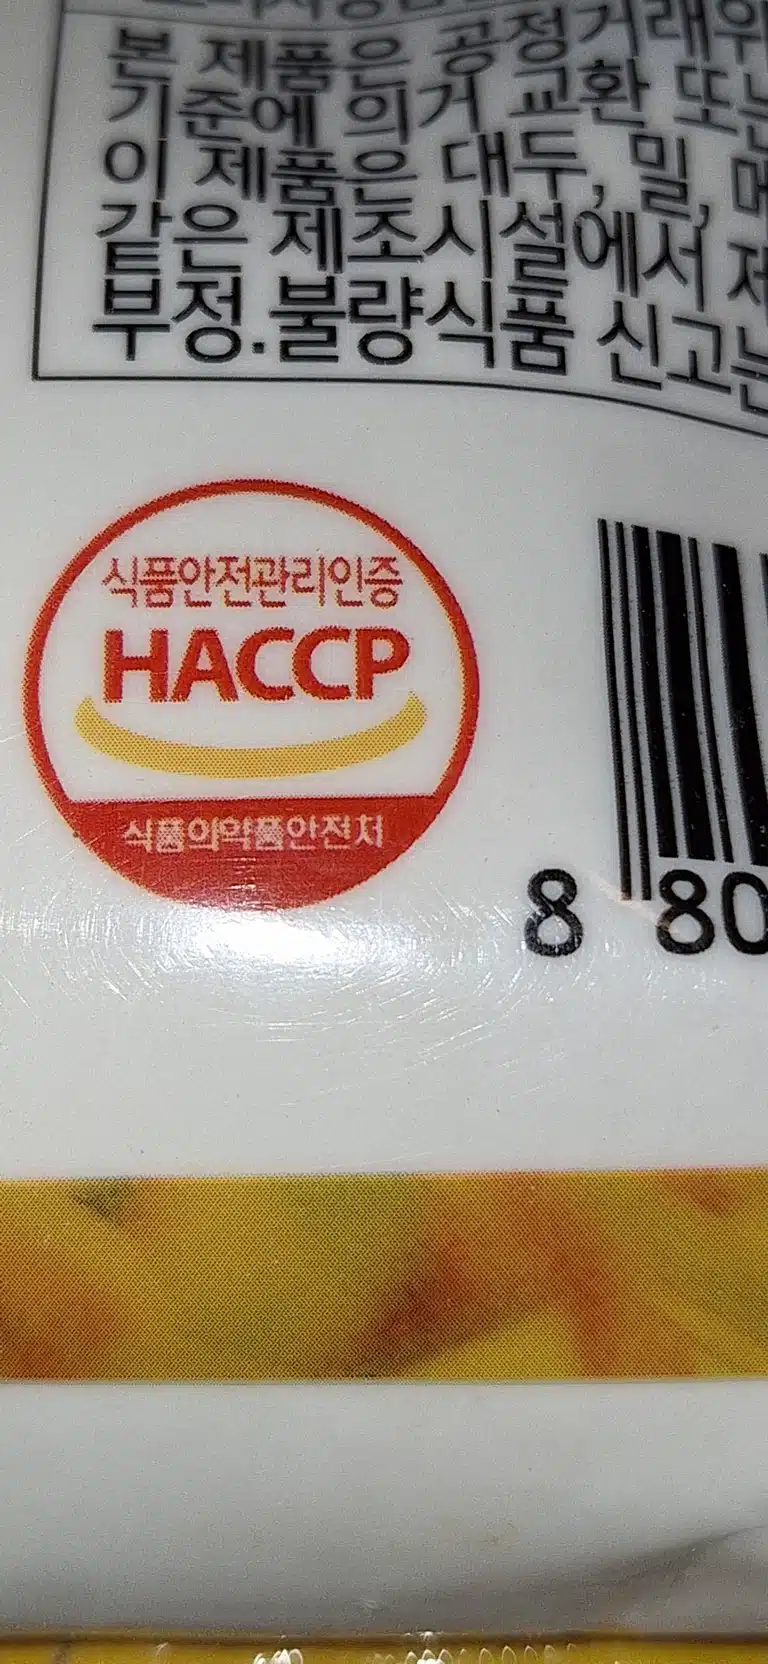 본 제품은 공정거래위
기준에 의거 교환 또는
이 제품은 대두, 밀, 메
같은 제조시설에서 제
부정.불량식품 신고는
식품안전관리인증
HACCP
식품의약품안전처
8 80